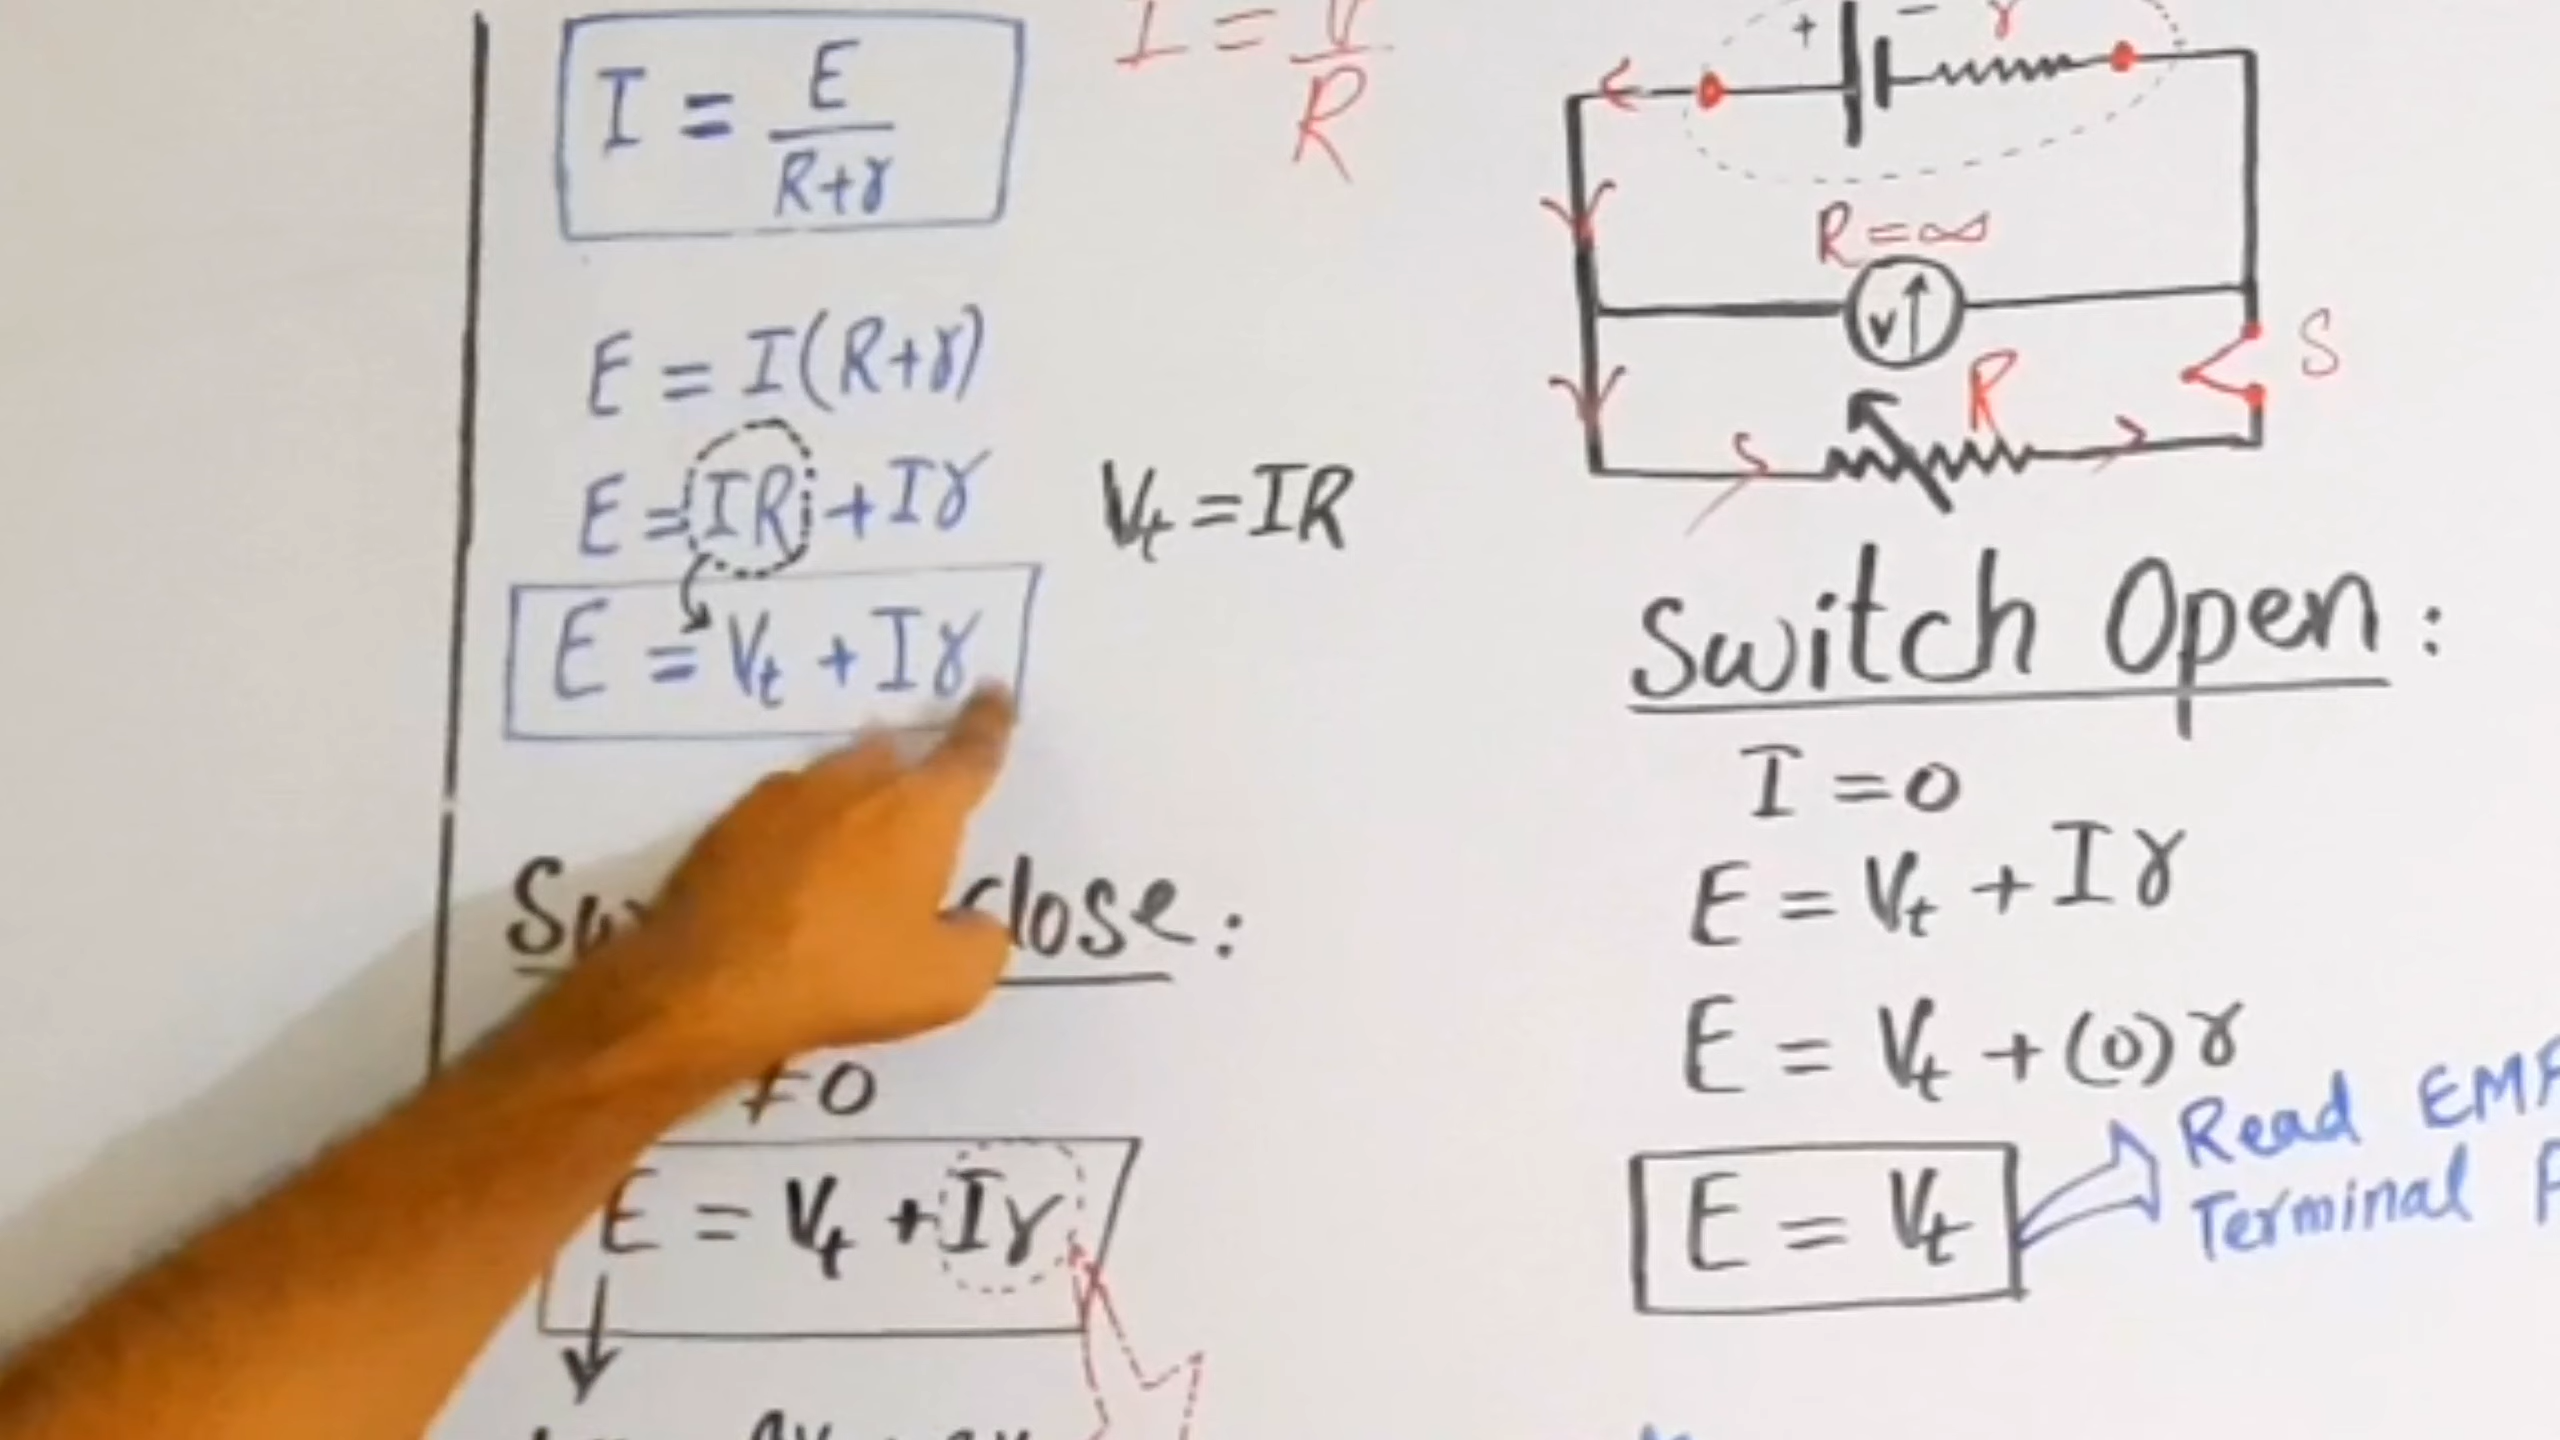 I = E/R+r
I = V/R
E = I(R+r)
E = IR + Ir
Vt = IR
E = Vt + Ir
close:
≠0
E = Vt + Ir
+ − r
R = ∞
V
R
S
Switch Open:
I = 0
E = Vt + Ir
E = Vt + (0)r
E = Vt
Read EMF
Terminal